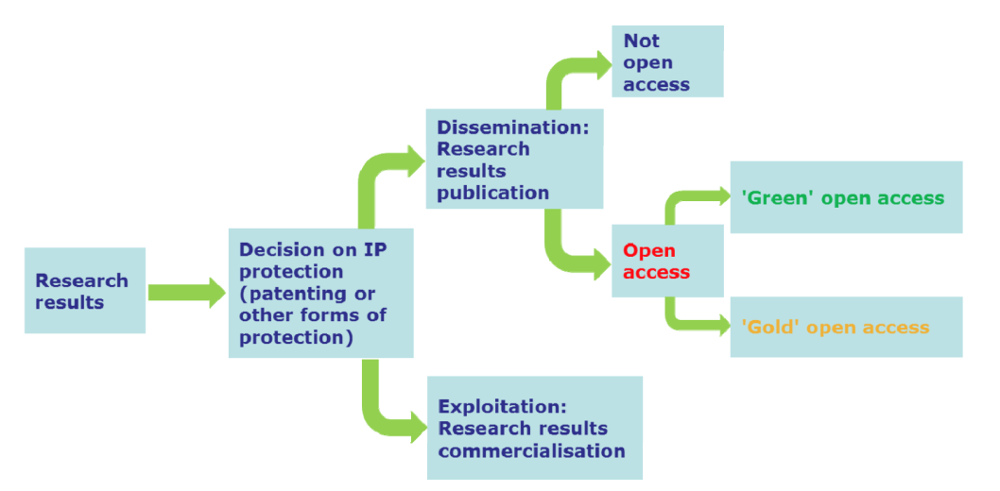 Research
results
Decision on IP
protection
(patenting or
other forms of
protection)
Dissemination:
Research
results
publication
Exploitation:
Research results
commercialisation
Not
open
access
Open
access
'Green' open access
'Gold' open access